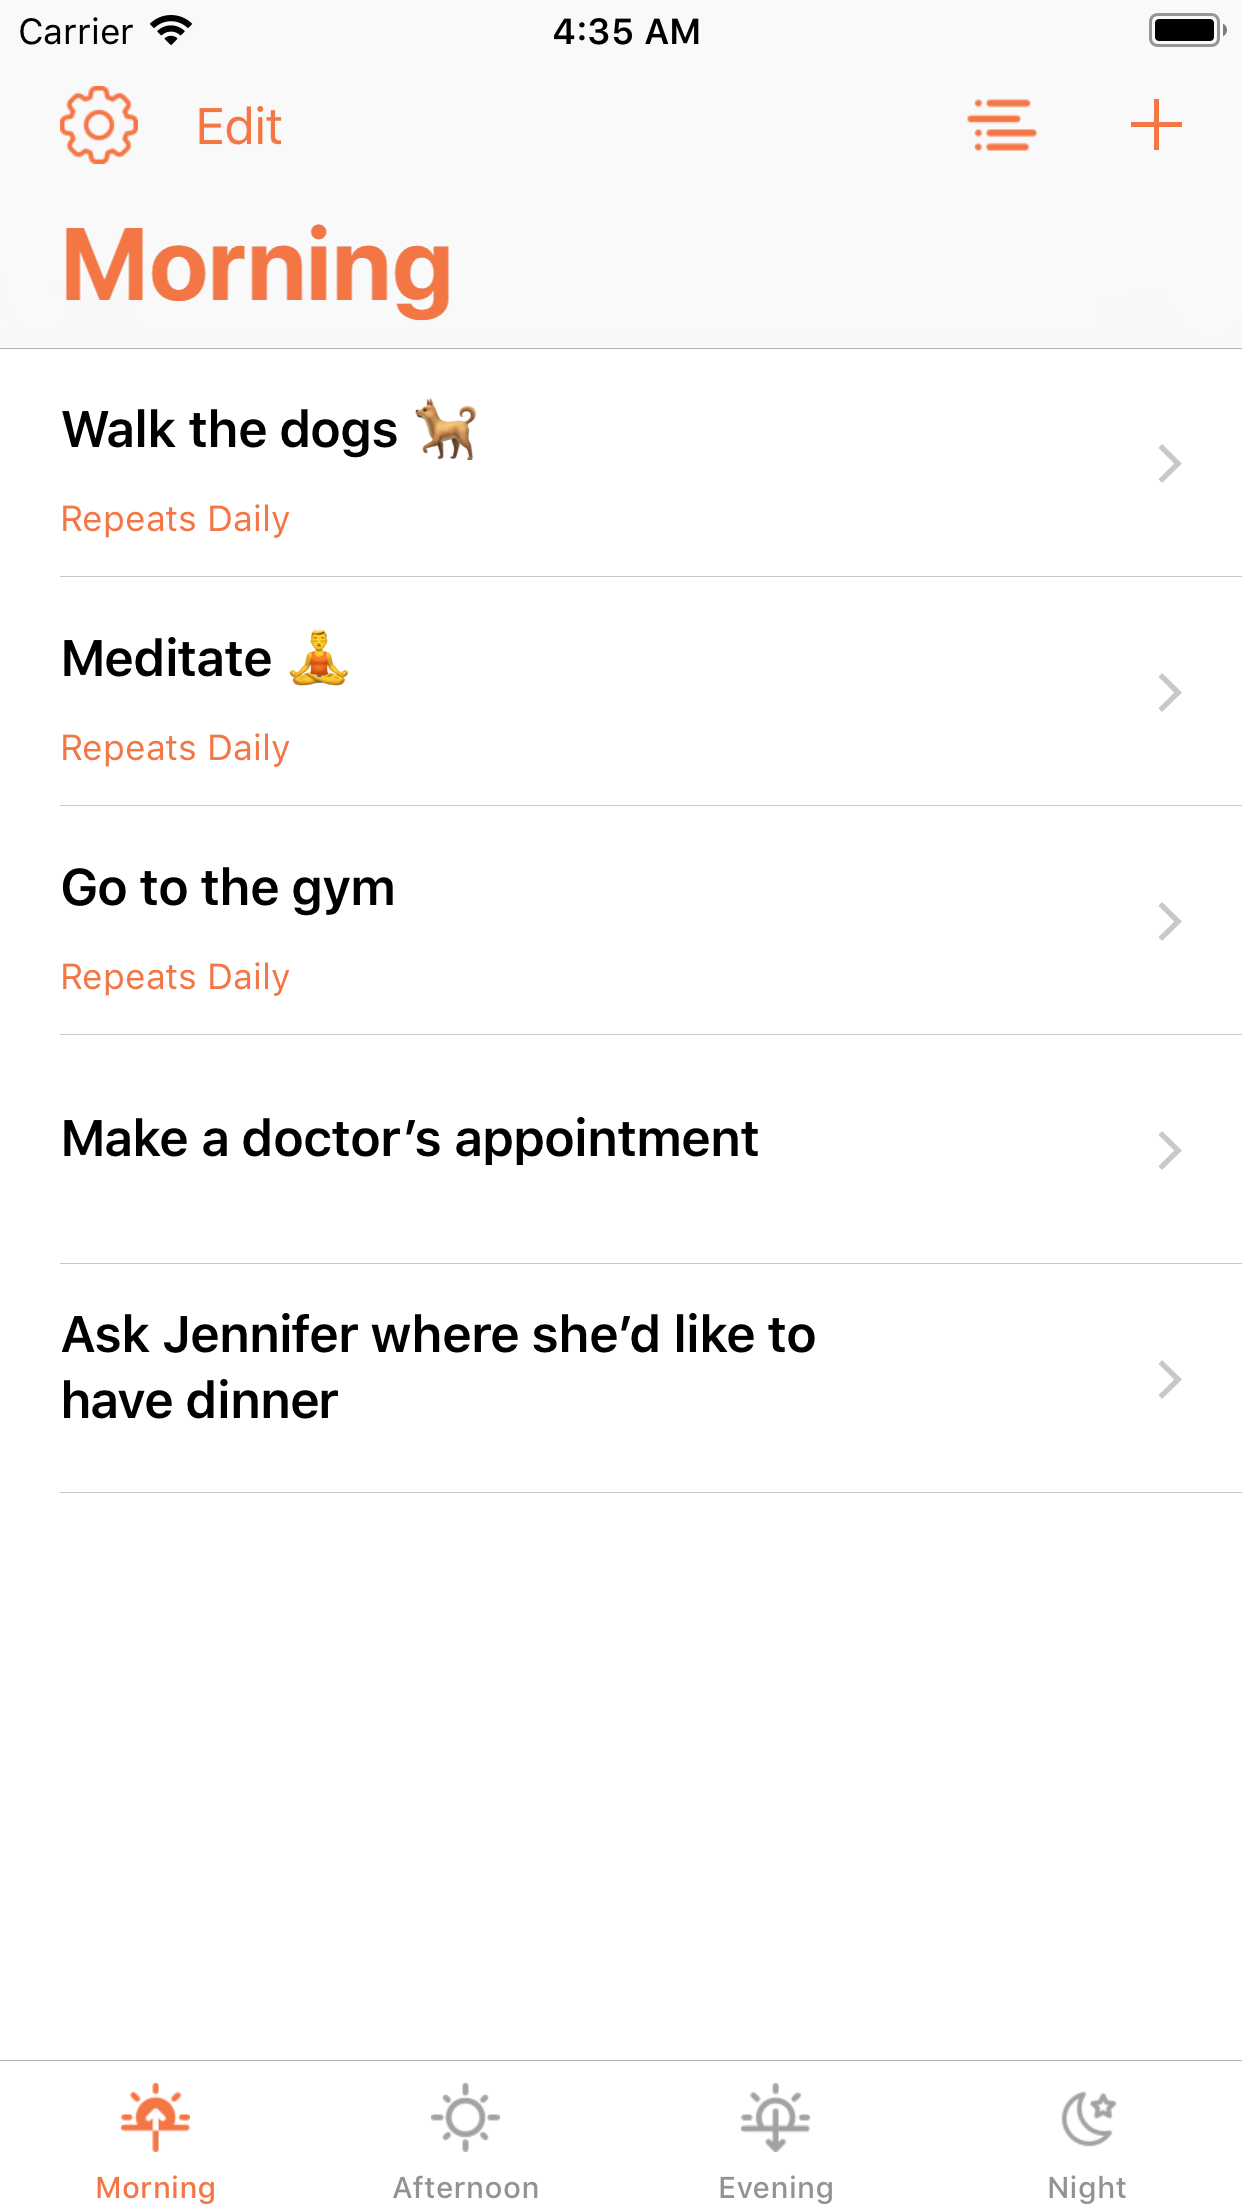 Carrier 4:35 AM
Edit
Morning
Walk the dogs 🐕
Repeats Daily
Meditate 🧘‍♂️
Repeats Daily
Go to the gym
Repeats Daily
Make a doctor’s appointment
Ask Jennifer where she’d like to
have dinner
Morning Afternoon Evening Night